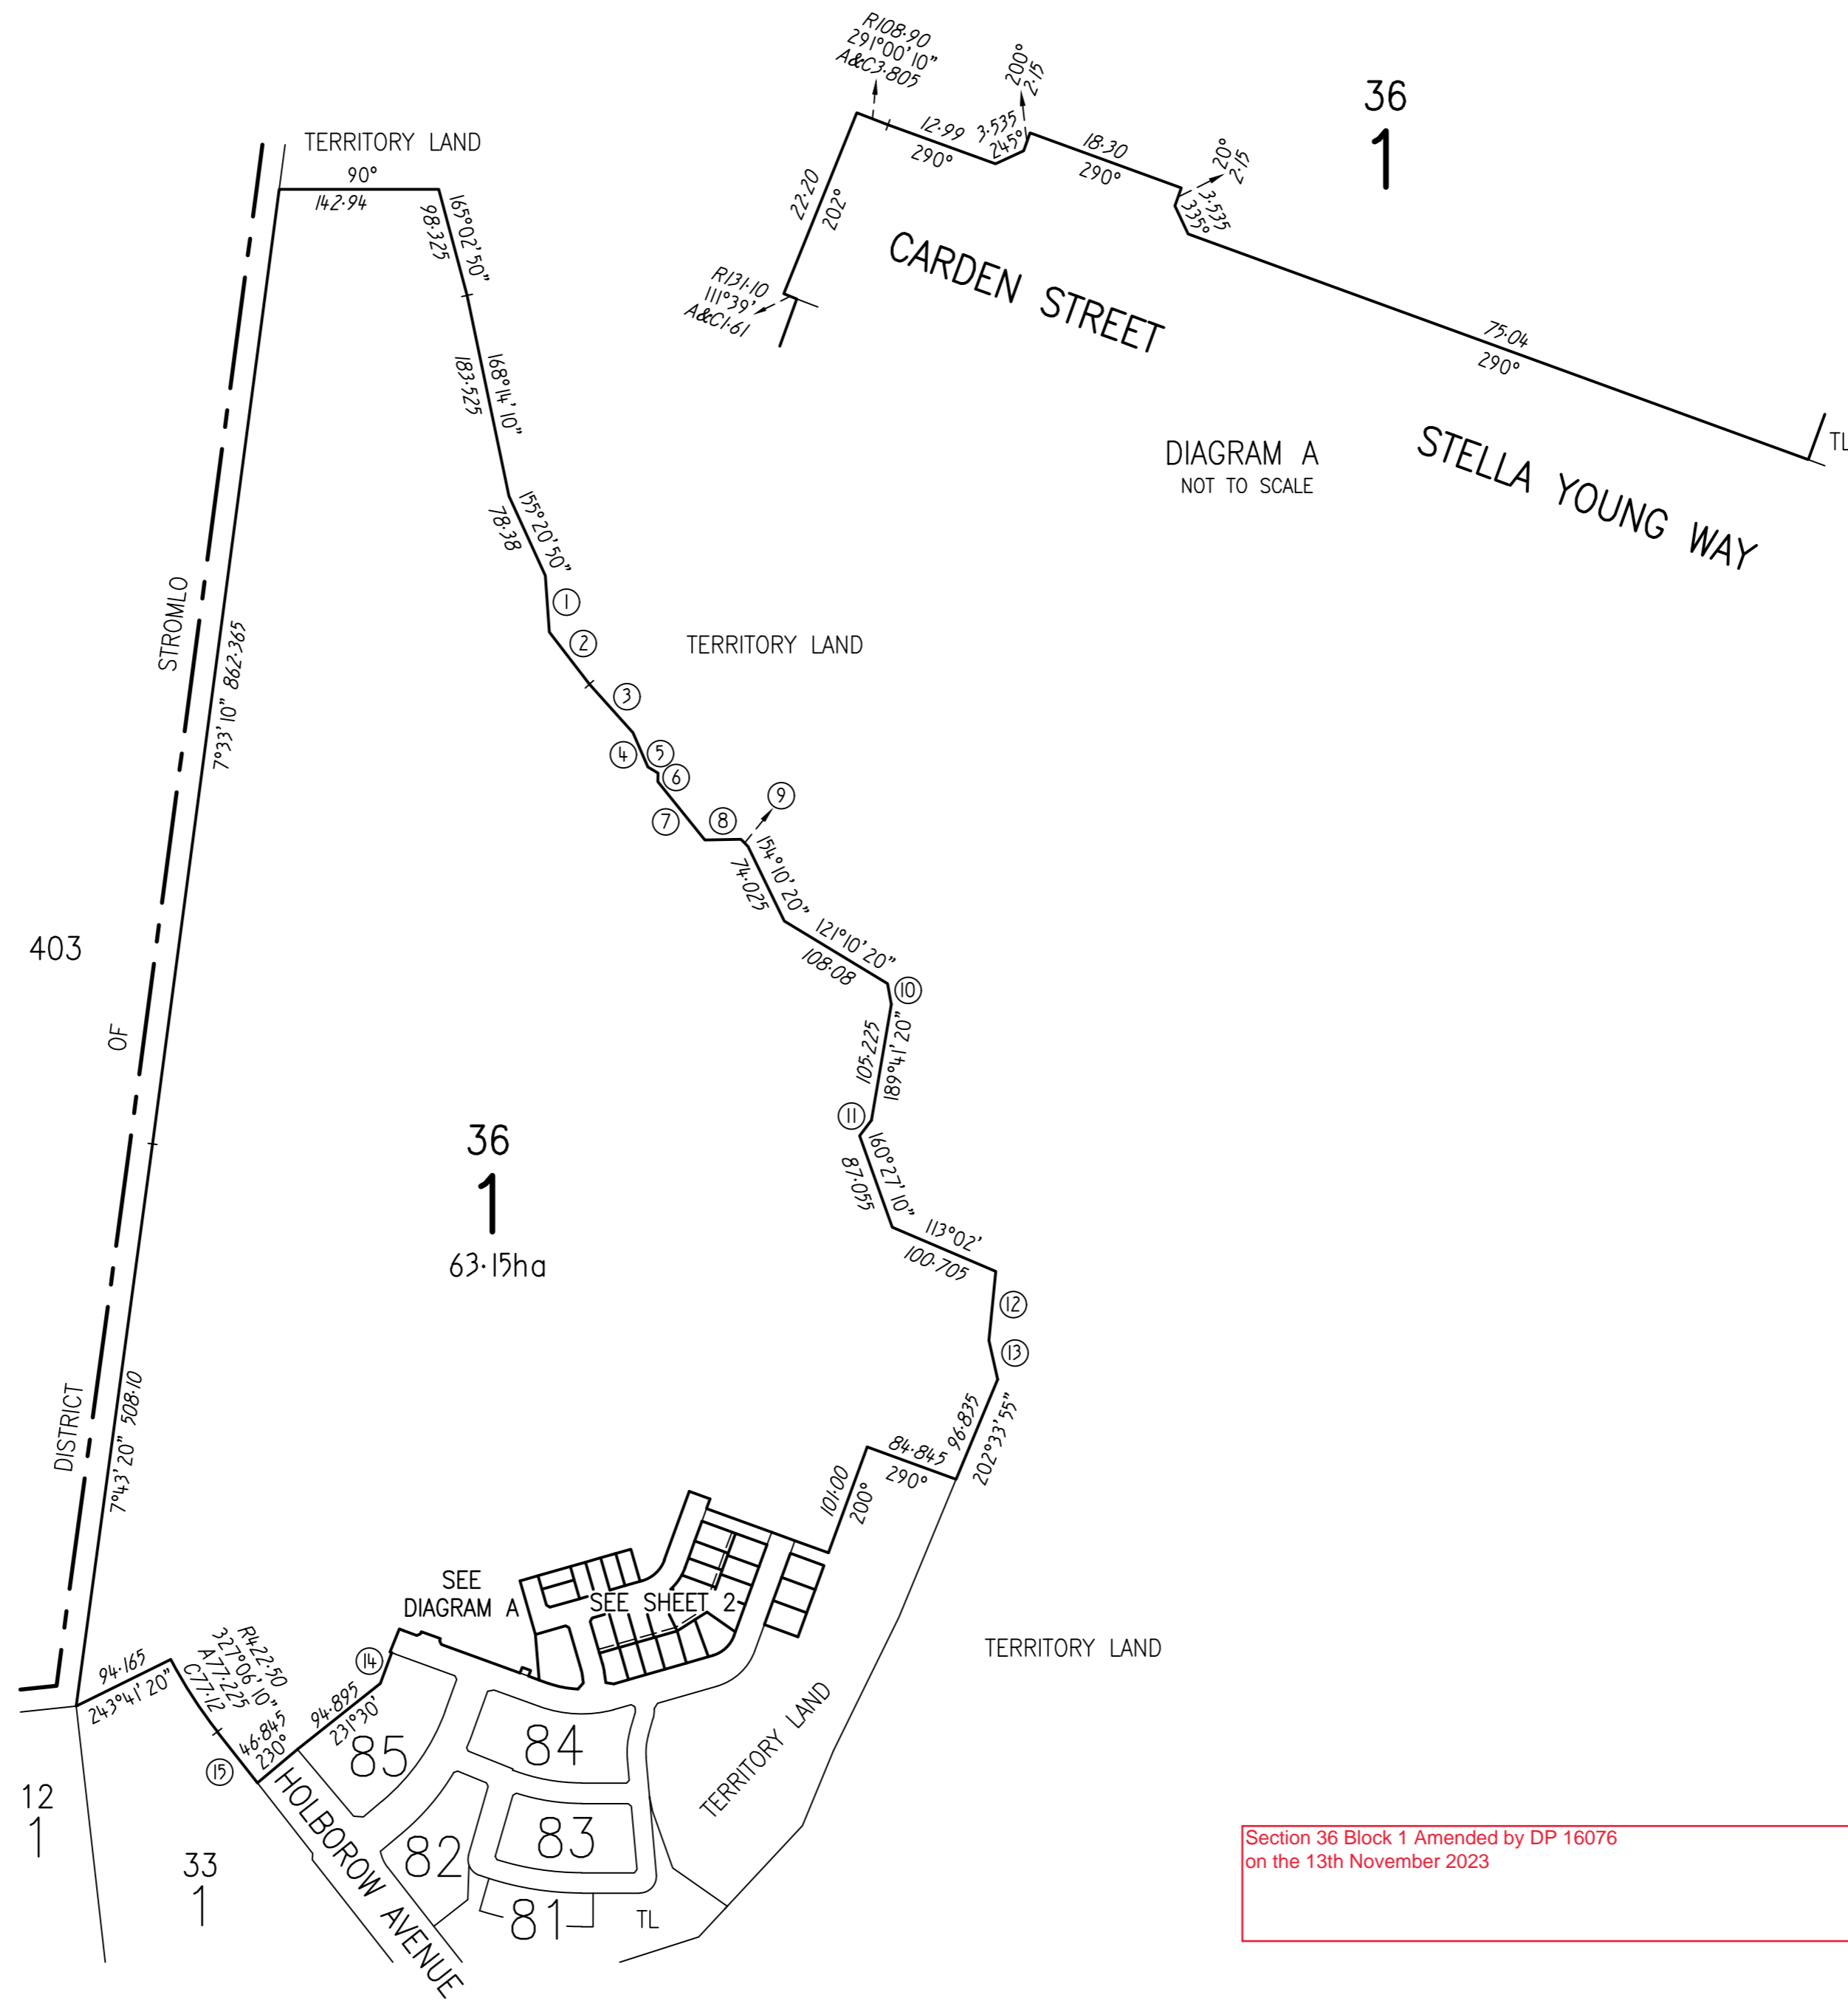 R108·90
291°00'10"
A&C3·805
200°
2·15
36
1
12·99
290°
3·535
245°
18·30
290°
20°
2·15
3·535
335°
22·20
202°
CARDEN STREET
R131·10
111°39'
A&C1·61
75·04
290°
DIAGRAM A
NOT TO SCALE
STELLA YOUNG WAY
TL
TERRITORY LAND
90°
142·94
165°02'50"
98·325
168°14'10"
183·525
155°20'50"
78·38
1
2
3
4
5
6
7
8
9
TERRITORY LAND
STROMLO
7°33'10" 862·365
154°10'20"
74·025
121°10'20"
108·08
10
403
OF
105·225
189°41'20"
11
160°27'10"
87·055
36
1
63·15ha
113°02'
100·705
12
13
DISTRICT
7°43'20" 508·10
96·835
202°33'55"
84·845
290°
101·00
200°
SEE
DIAGRAM A
SEE SHEET 2
14
94·165
243°41'20"
R422·50
327°06'10"
A77·225
C77·12
46·845
230°
94·895
231°30'
15
85
84
83
82
81
TERRITORY LAND
TERRITORY LAND
TL
HOLBOROW AVENUE
12
1
33
1
Section 36 Block 1 Amended by DP 16076
on the 13th November 2023